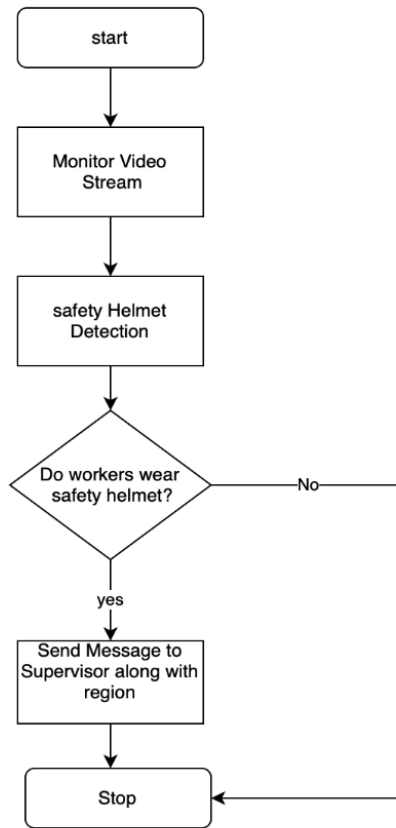 start
Monitor Video
Stream
safety Helmet
Detection
Do workers wear
safety helmet?
No
yes
Send Message to
Supervisor along with
region
Stop